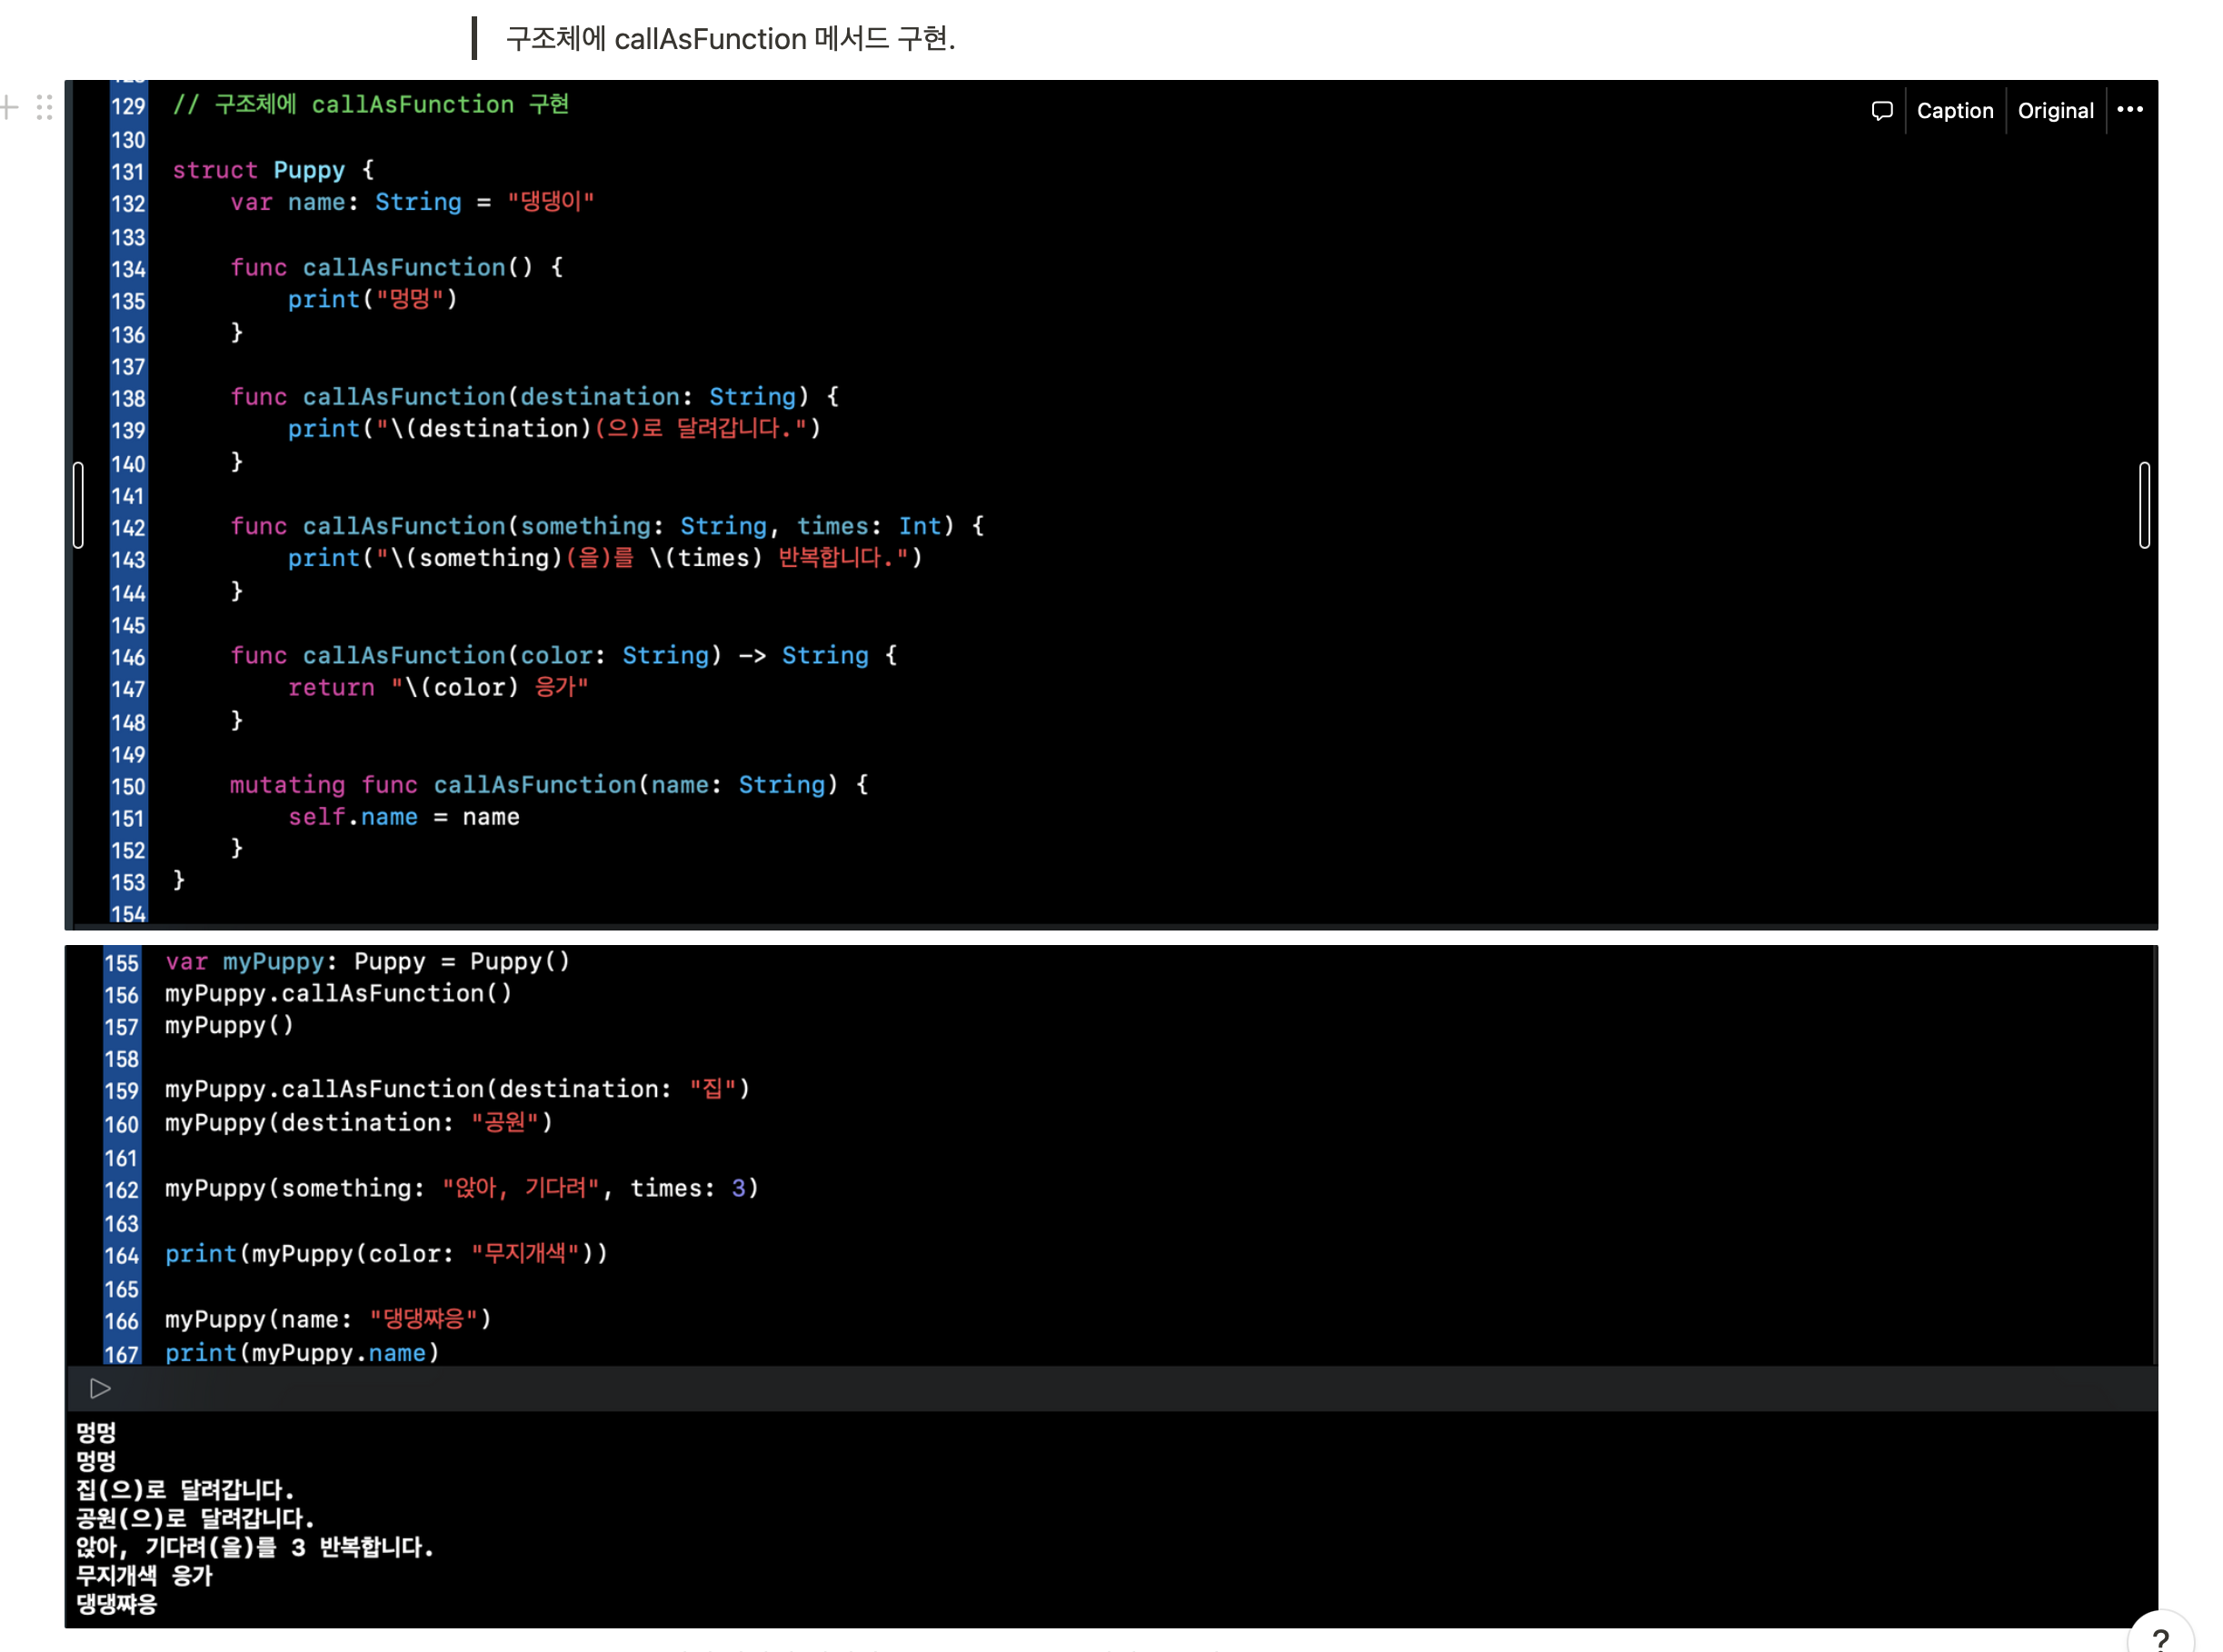 구조체에 callAsFunction 메서드 구현.
129 // 구조체에 callAsFunction 구현
Caption Original •••
130
131 struct Puppy {
132 var name: String = "댕댕이"
133
134 func callAsFunction() {
135 print("멍멍")
136 }
137
138 func callAsFunction(destination: String) {
139 print("\(destination)(으)로 달려갑니다.")
140 }
141
142 func callAsFunction(something: String, times: Int) {
143 print("\(something)(을)를 \(times) 반복합니다.")
144 }
145
146 func callAsFunction(color: String) -> String {
147 return "\(color) 응가"
148 }
149
150 mutating func callAsFunction(name: String) {
151 self.name = name
152 }
153 }
154
155 var myPuppy: Puppy = Puppy()
156 myPuppy.callAsFunction()
157 myPuppy()
158
159 myPuppy.callAsFunction(destination: "집")
160 myPuppy(destination: "공원")
161
162 myPuppy(something: "앉아, 기다려", times: 3)
163
164 print(myPuppy(color: "무지개색"))
165
166 myPuppy(name: "댕댕쨔응")
167 print(myPuppy.name)
멍멍
멍멍
집(으)로 달려갑니다.
공원(으)로 달려갑니다.
앉아, 기다려(을)를 3 반복합니다.
무지개색 응가
댕댕쨔응
?